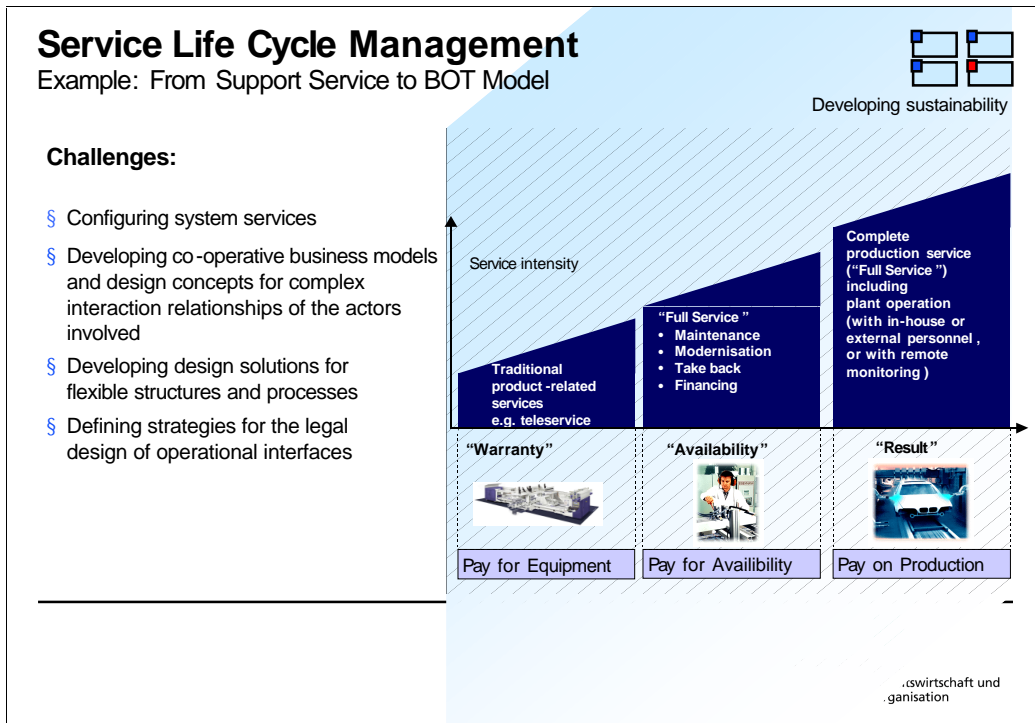 Service Life Cycle Management
Example: From Support Service to BOT Model
Developing sustainability
Challenges:
§ Configuring system services
§ Developing co-operative business models
and design concepts for complex
interaction relationships of the actors
involved
§ Developing design solutions for
flexible structures and processes
§ Defining strategies for the legal
design of operational interfaces
Service intensity
Traditional
product-related
services
e.g. teleservice
“Full Service”
• Maintenance
• Modernisation
• Take back
• Financing
Complete
production service
(“Full Service”)
including
plant operation
(with in-house or
external personnel,
or with remote
monitoring)
“Warranty”
“Availability”
“Result”
Pay for Equipment
Pay for Availibility
Pay on Production
tswirtschaft und
ganisation